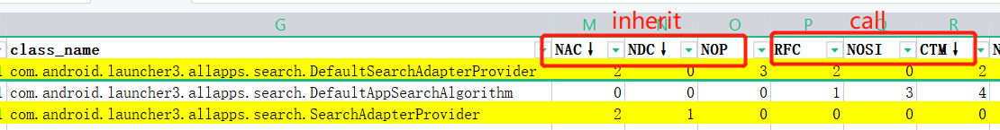 G M N O P Q R
inherit call
class_name NAC↓ NDC↓ NOP RFC NOSI CTM↓ N
com.android.launcher3.allapps.search.DefaultSearchAdapterProvider 2 0 3 2 0 2
com.android.launcher3.allapps.search.DefaultAppSearchAlgorithm 0 0 0 1 3 4
com.android.launcher3.allapps.search.SearchAdapterProvider 2 1 0 0 0 0